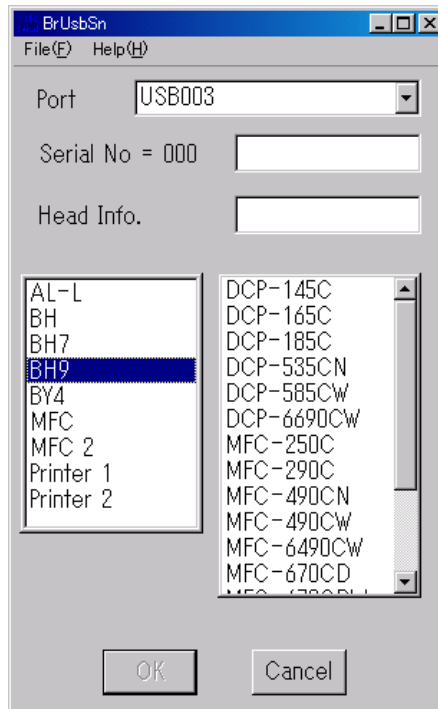 BrUsbSn
File(F) Help(H)
Port USB003
Serial No = 000
Head Info.
AL-L
BH
BH7
BH9
BY4
MFC
MFC 2
Printer 1
Printer 2
DCP-145C
DCP-165C
DCP-185C
DCP-535CN
DCP-585CW
DCP-6690CW
MFC-250C
MFC-290C
MFC-490CN
MFC-490CW
MFC-6490CW
MFC-670CD
OK Cancel